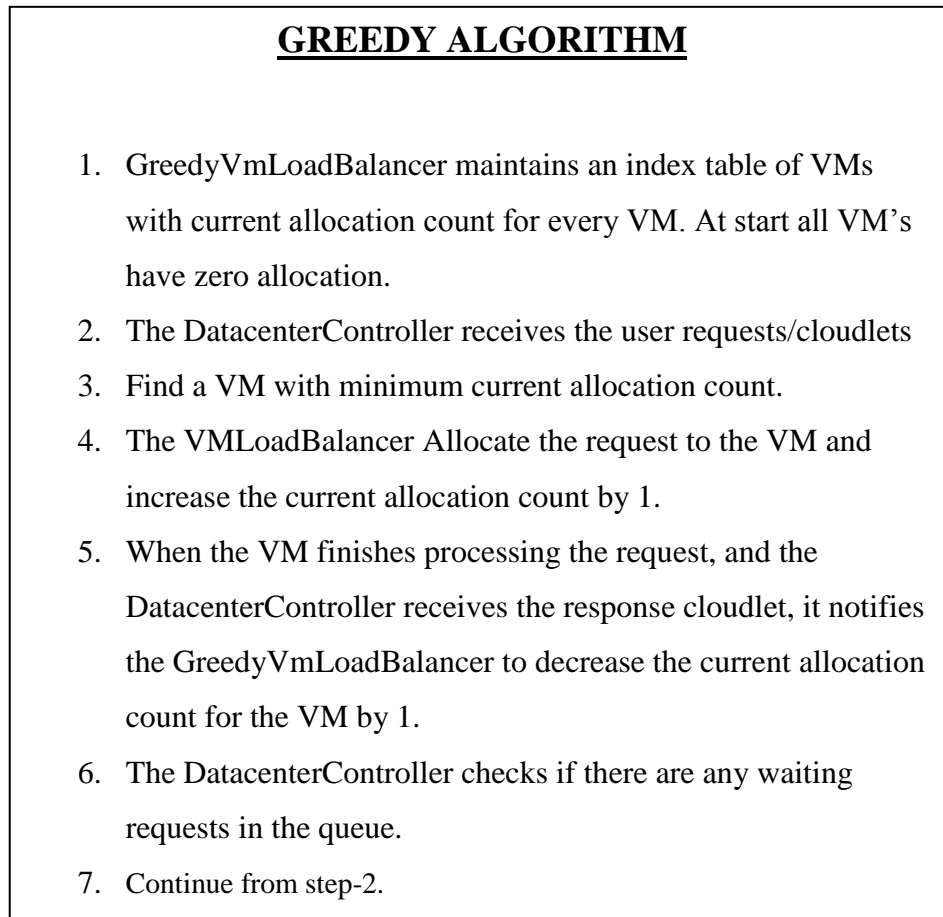 GREEDY ALGORITHM
1. GreedyVmLoadBalancer maintains an index table of VMs
with current allocation count for every VM. At start all VM’s
have zero allocation.
2. The DatacenterController receives the user requests/cloudlets
3. Find a VM with minimum current allocation count.
4. The VMLoadBalancer Allocate the request to the VM and
increase the current allocation count by 1.
5. When the VM finishes processing the request, and the
DatacenterController receives the response cloudlet, it notifies
the GreedyVmLoadBalancer to decrease the current allocation
count for the VM by 1.
6. The DatacenterController checks if there are any waiting
requests in the queue.
7. Continue from step-2.